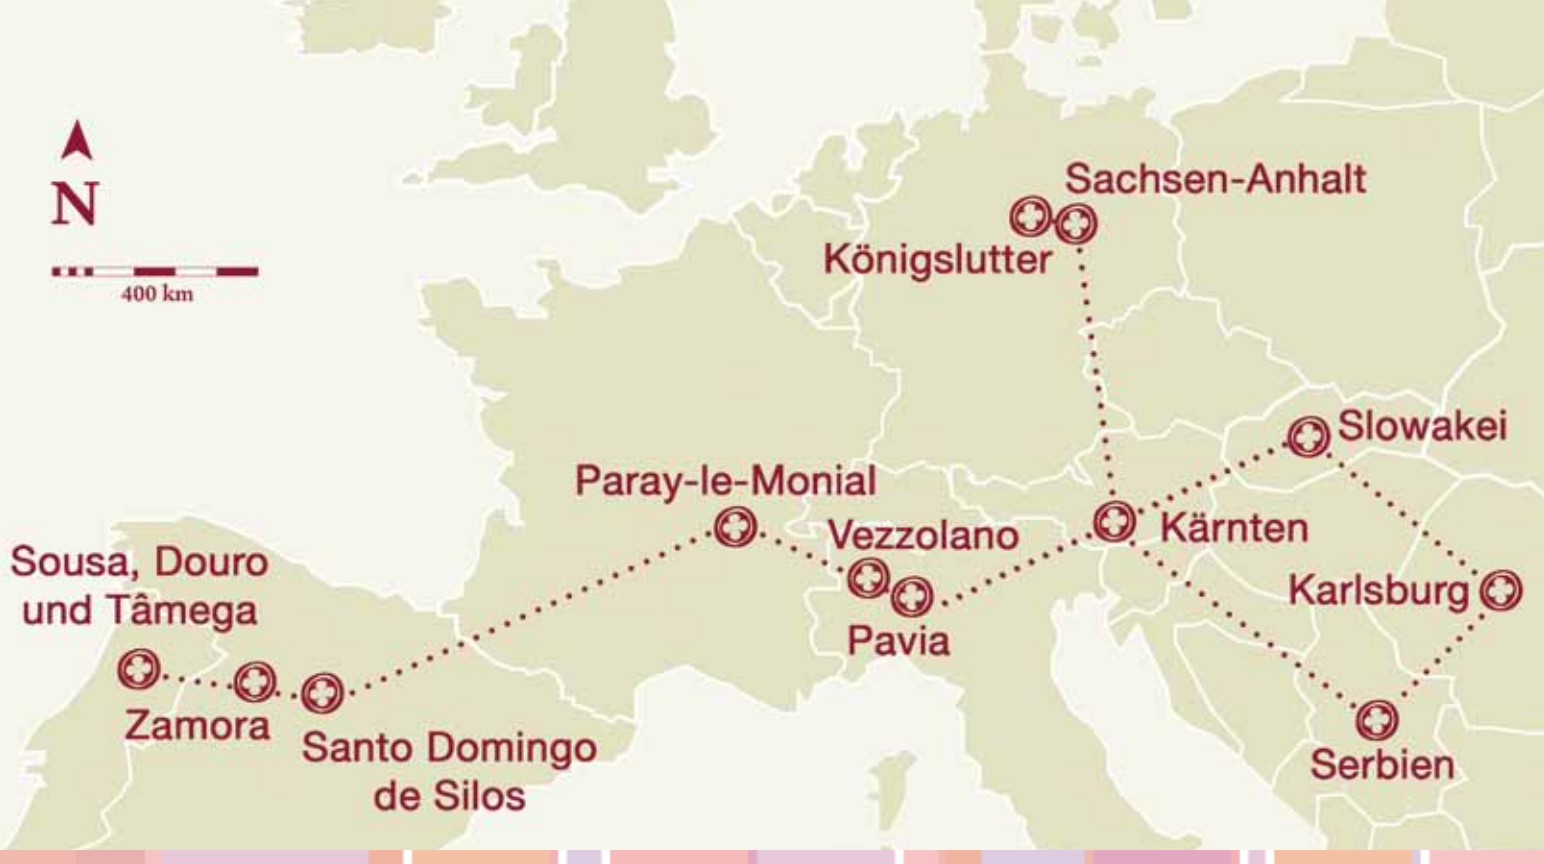 Sachsen-Anhalt
N
Königslutter
400 km
Slowakei
Paray-le-Monial
Kärnten
Vezzolano
Sousa, Douro
und Tâmega
Karlsburg
Pavia
Zamora
Santo Domingo
de Silos
Serbien